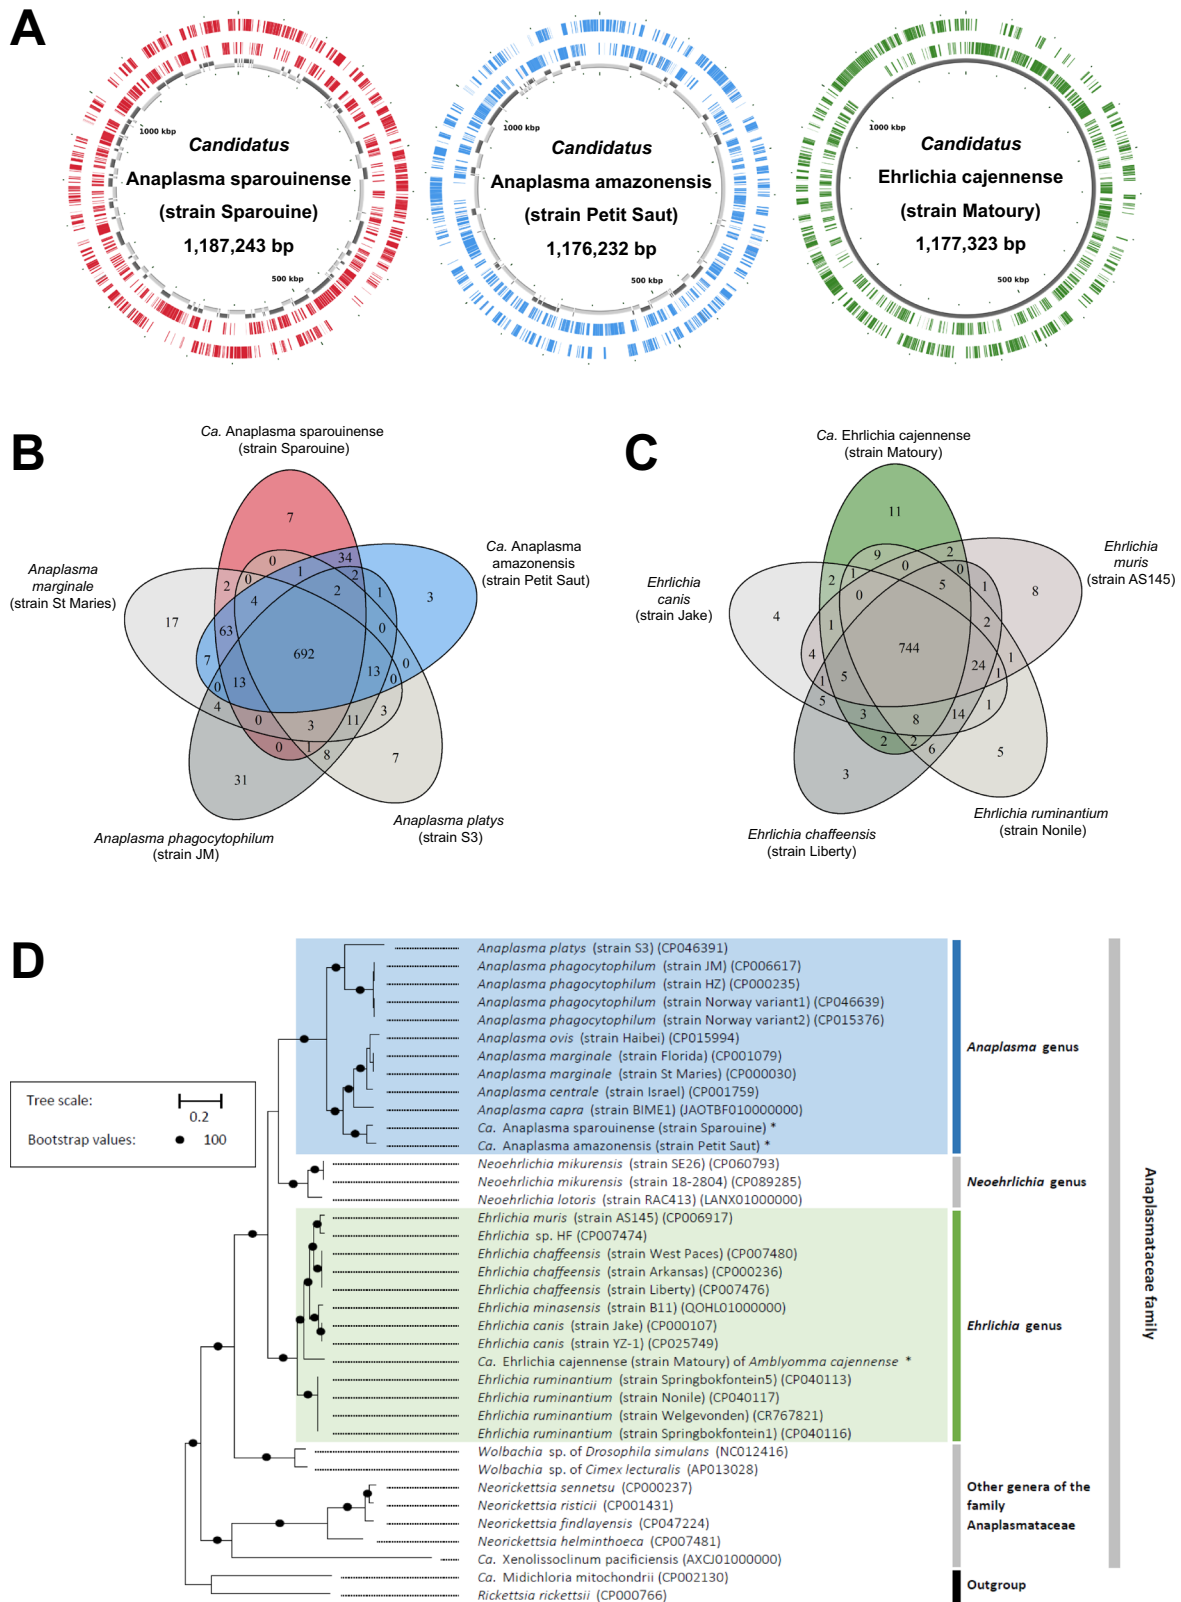 A
Candidatus
Anaplasma sparouinense
(strain Sparouine)
1,187,243 bp
1000 kbp
500 kbp
Candidatus
Anaplasma amazonensis
(strain Petit Saut)
1,176,232 bp
1000 kbp
500 kbp
Candidatus
Ehrlichia cajennense
(strain Matoury)
1,177,323 bp
1000 kbp
500 kbp
B
Ca. Anaplasma sparouinense
(strain Sparouine)
Ca. Anaplasma
amazonensis
(strain Petit Saut)
Anaplasma
marginale
(strain St Maries)
Anaplasma phagocytophilum
(strain JM)
Anaplasma platys
(strain S3)
7
34
0
1
2
0
2
4
2
1
3
17
63
0
692
7
0
13
13
0
0
4
0
3
11
3
0
1
8
7
31
C
Ca. Ehrlichia cajennense
(strain Matoury)
Ehrlichia
muris
(strain AS145)
Ehrlichia
canis
(strain Jake)
Ehrlichia chaffeensis
(strain Liberty)
Ehrlichia ruminantium
(strain Nonile)
11
9
2
0
0
1
2
0
5
1
8
4
1
2
744
4
24
1
1
5
1
5
3
8
14
1
2
2
6
5
3
D
Tree scale:
0.2
Bootstrap values:
100
Anaplasma platys (strain S3) (CP046391)
Anaplasma phagocytophilum (strain JM) (CP006617)
Anaplasma phagocytophilum (strain HZ) (CP000235)
Anaplasma phagocytophilum (strain Norway variant1) (CP046639)
Anaplasma phagocytophilum (strain Norway variant2) (CP015376)
Anaplasma ovis (strain Haibei) (CP015994)
Anaplasma marginale (strain Florida) (CP001079)
Anaplasma marginale (strain St Maries) (CP000030)
Anaplasma centrale (strain Israel) (CP001759)
Anaplasma capra (strain BIME1) (JAOTBF010000000)
Ca. Anaplasma sparouinense (strain Sparouine) *
Ca. Anaplasma amazonensis (strain Petit Saut) *
Neoehrlichia mikurensis (strain SE26) (CP060793)
Neoehrlichia mikurensis (strain 18-2804) (CP089285)
Neoehrlichia lotoris (strain RAC413) (LANX01000000)
Ehrlichia muris (strain AS145) (CP006917)
Ehrlichia sp. HF (CP007474)
Ehrlichia chaffeensis (strain West Paces) (CP007480)
Ehrlichia chaffeensis (strain Arkansas) (CP000236)
Ehrlichia chaffeensis (strain Liberty) (CP007476)
Ehrlichia minasensis (strain B11) (QOHL01000000)
Ehrlichia canis (strain Jake) (CP000107)
Ehrlichia canis (strain YZ-1) (CP025749)
Ca. Ehrlichia cajennense (strain Matoury) of Amblyomma cajennense *
Ehrlichia ruminantium (strain Springbokfontein5) (CP040113)
Ehrlichia ruminantium (strain Nonile) (CP040117)
Ehrlichia ruminantium (strain Welgevonden) (CR767821)
Ehrlichia ruminantium (strain Springbokfontein1) (CP040116)
Wolbachia sp. of Drosophila simulans (NC012416)
Wolbachia sp. of Cimex lecturalis (AP013028)
Neorickettsia sennetsu (CP000237)
Neorickettsia risticii (CP001431)
Neorickettsia findlayensis (CP047224)
Neorickettsia helminthoeca (CP007481)
Ca. Xenolissoclinum pacificiensis (AXCJ01000000)
Ca. Midichloria mitochondrii (CP002130)
Rickettsia rickettsii (CP000766)
Anaplasma genus
Neoehrlichia genus
Ehrlichia genus
Other genera of the
family
Anaplasmataceae
Outgroup
Anaplasmataceae family